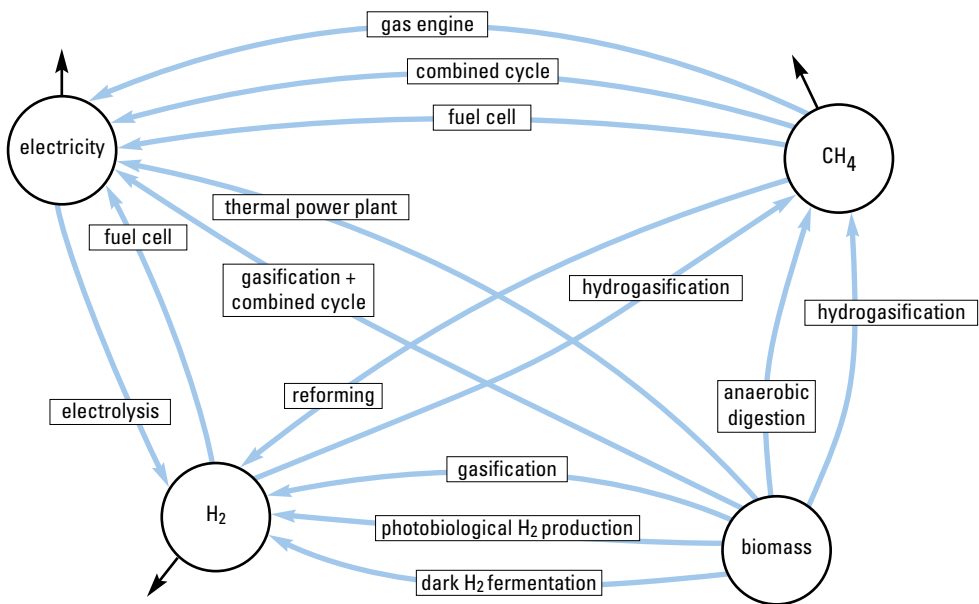 gas engine
combined cycle
fuel cell
electricity
CH₄
thermal power plant
fuel cell
gasification +
combined cycle
hydrogasification
hydrogasification
reforming
anaerobic
digestion
electrolysis
gasification
H₂
photobiological H₂ production
biomass
dark H₂ fermentation